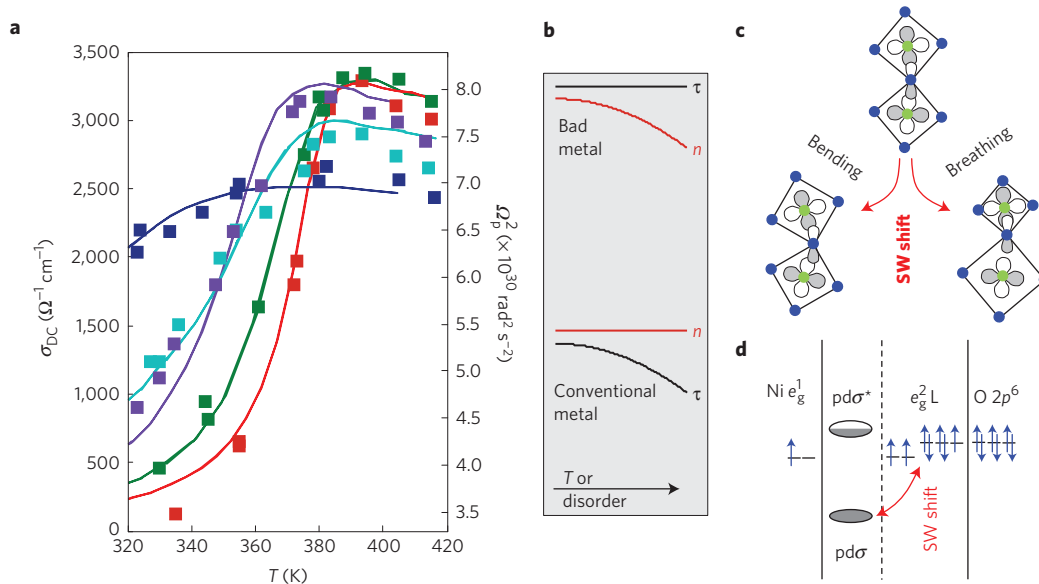 a
3,500
3,000
2,500
2,000
1,500
1,000
500
0
σDC (Ω⁻¹ cm⁻¹)
320
340
360
380
400
420
T (K)
8.0
7.5
7.0
6.5
6.0
5.5
5.0
4.5
4.0
3.5
Ωp² (×10³⁰ rad² s⁻²)
b
τ
Bad
metal
n
n
Conventional
metal
τ
T or
disorder
c
Bending
Breathing
SW shift
d
Ni eg¹
pdσ*
eg² L
O 2p⁶
SW shift
pdσ